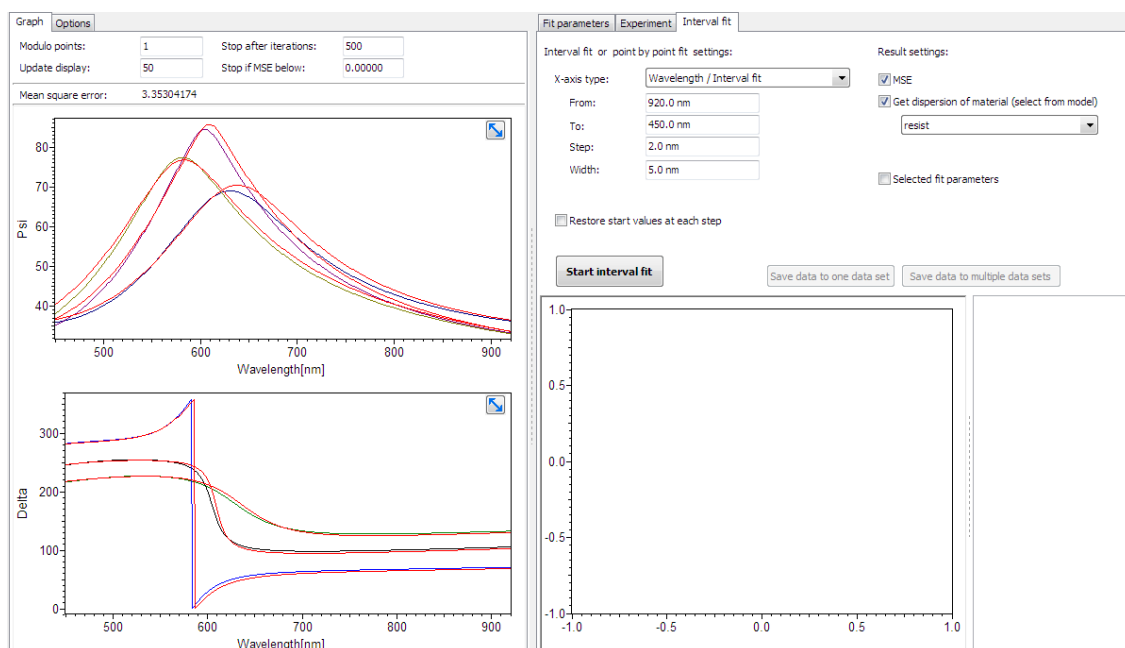 Graph Options
Modulo points: 1 Stop after iterations: 500
Update display: 50 Stop if MSE below: 0.00000
Mean square error: 3.35304174
80
70
60
50
40
Psi
500 600 700 800 900
Wavelength[nm]
300
200
100
0
Delta
500 600 700 800 900
Wavelength[nm]
Fit parameters Experiment Interval fit
Interval fit or point by point fit settings: Result settings:
X-axis type: Wavelength / Interval fit MSE
From: 920.0 nm Get dispersion of material (select from model)
To: 450.0 nm resist
Step: 2.0 nm
Width: 5.0 nm Selected fit parameters
Restore start values at each step
Start interval fit Save data to one data set Save data to multiple data sets
1.0
0.5
0.0
-0.5
-1.0
-1.0 -0.5 0.0 0.5 1.0